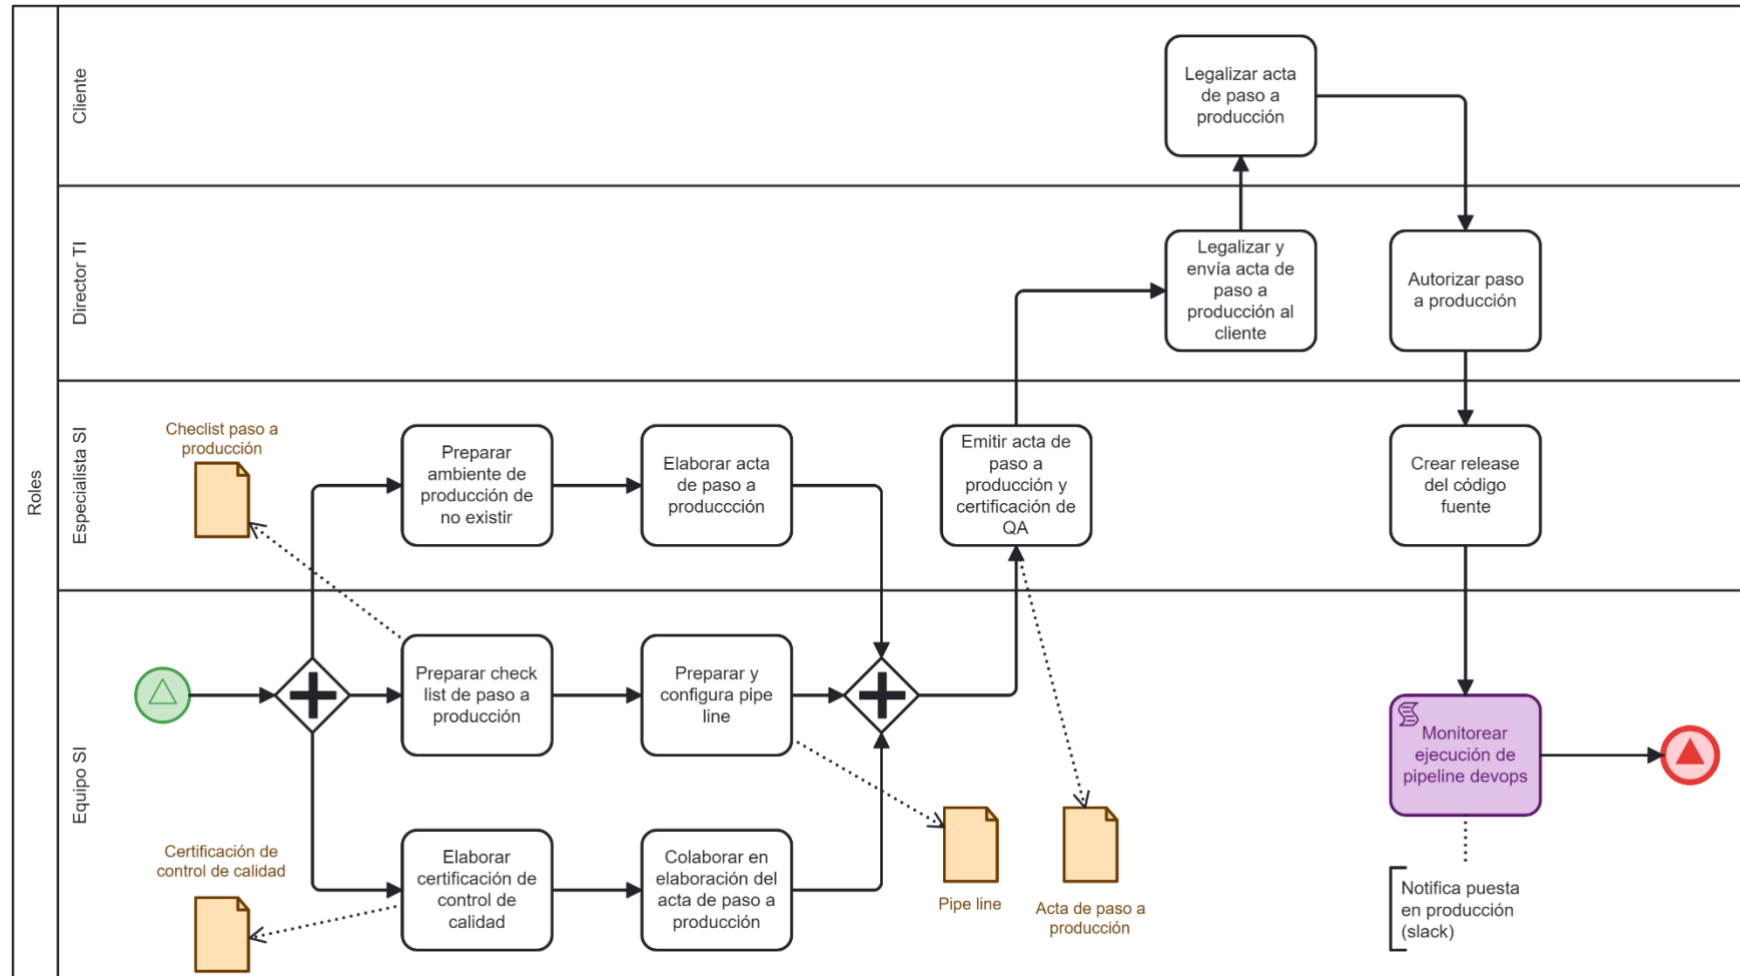 Roles
Cliente
Legalizar acta
de paso a
producción
Director TI
Legalizar y
envía acta de
paso a
producción al
cliente
Autorizar paso
a producción
Especialista SI
Checlist paso a
producción
Preparar
ambiente de
producción de
no existir
Elaborar acta
de paso a
produccción
Emitir acta de
paso a
producción y
certificación de
QA
Crear release
del código
fuente
Equipo SI
Preparar check
list de paso a
producción
Preparar y
configura pipe
line
Monitorear
ejecución de
pipeline devops
Certificación de
control de calidad
Elaborar
certificación de
control de
calidad
Colaborar en
elaboración del
acta de paso a
producción
Pipe line
Acta de paso a
producción
Notifica puesta
en producción
(slack)